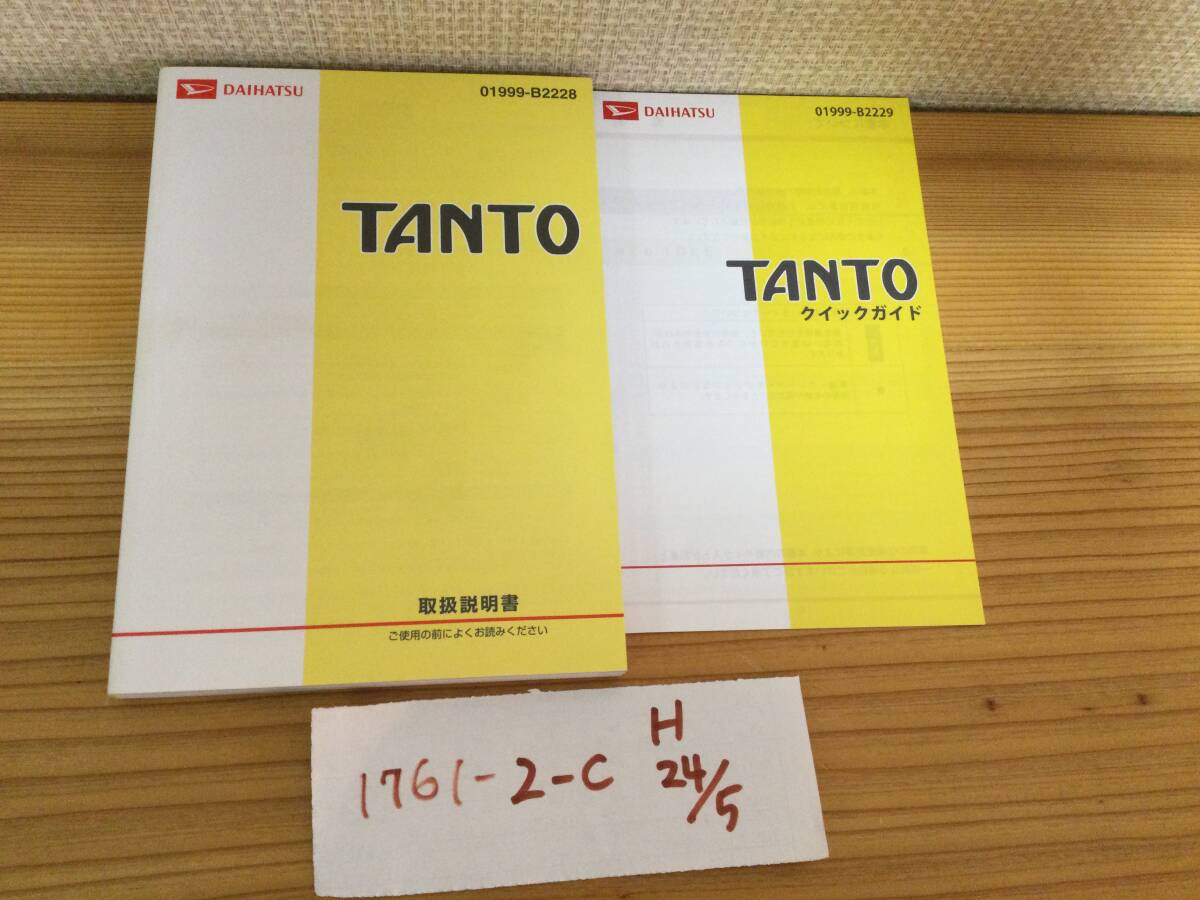 DAIHATSU
01999-B2228
TANTO
取扱説明書
ご使用の前によくお読みください
DAIHATSU
01999-B2229
TANTO
クイックガイド
1761-2-C
H
24/5